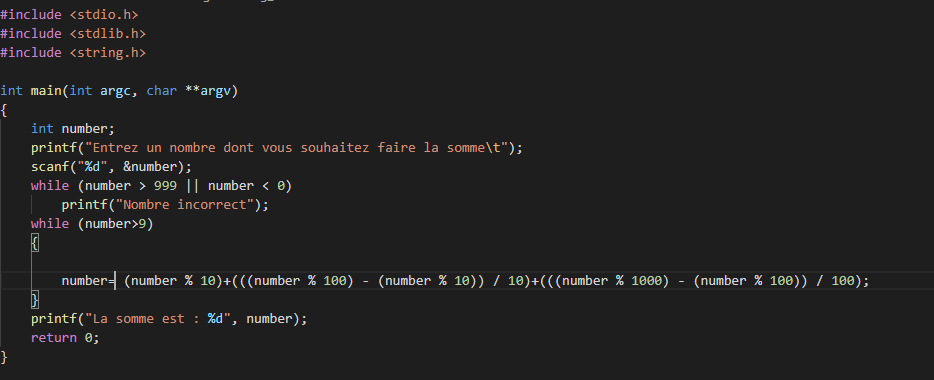 #include <stdio.h>
#include <stdlib.h>
#include <string.h>
int main(int argc, char **argv)
{
int number;
printf("Entrez un nombre dont vous souhaitez faire la somme\t");
scanf("%d", &number);
while (number > 999 || number < 0)
printf("Nombre incorrect");
while (number>9)
{
number= (number % 10)+(((number % 100) - (number % 10)) / 10)+(((number % 1000) - (number % 100)) / 100);
}
printf("La somme est : %d", number);
return 0;
}